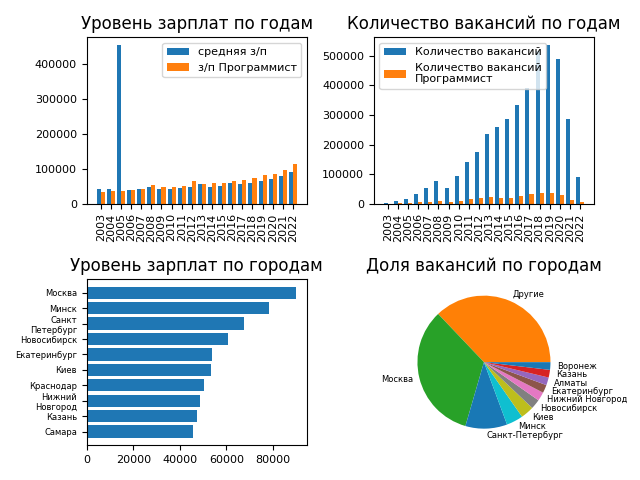 Уровень зарплат по годам
400000
300000
200000
100000
0
средняя з/п
з/п Программист
2003
2004
2005
2006
2007
2008
2009
2010
2011
2012
2013
2014
2015
2016
2017
2018
2019
2020
2021
2022
Количество вакансий по годам
500000
400000
300000
200000
100000
0
Количество вакансий
Количество вакансий
Программист
2003
2004
2005
2006
2007
2008
2009
2010
2011
2012
2013
2014
2015
2016
2017
2018
2019
2020
2021
2022
Уровень зарплат по городам
Москва
Минск
Санкт
Петербург
Новосибирск
Екатеринбург
Киев
Краснодар
Нижний
Новгород
Казань
Самара
0
20000
40000
60000
80000
Доля вакансий по городам
Другие
Москва
Воронеж
Казань
Алматы
Екатеринбург
Нижний Новгород
Новосибирск
Киев
Минск
Санкт-Петербург